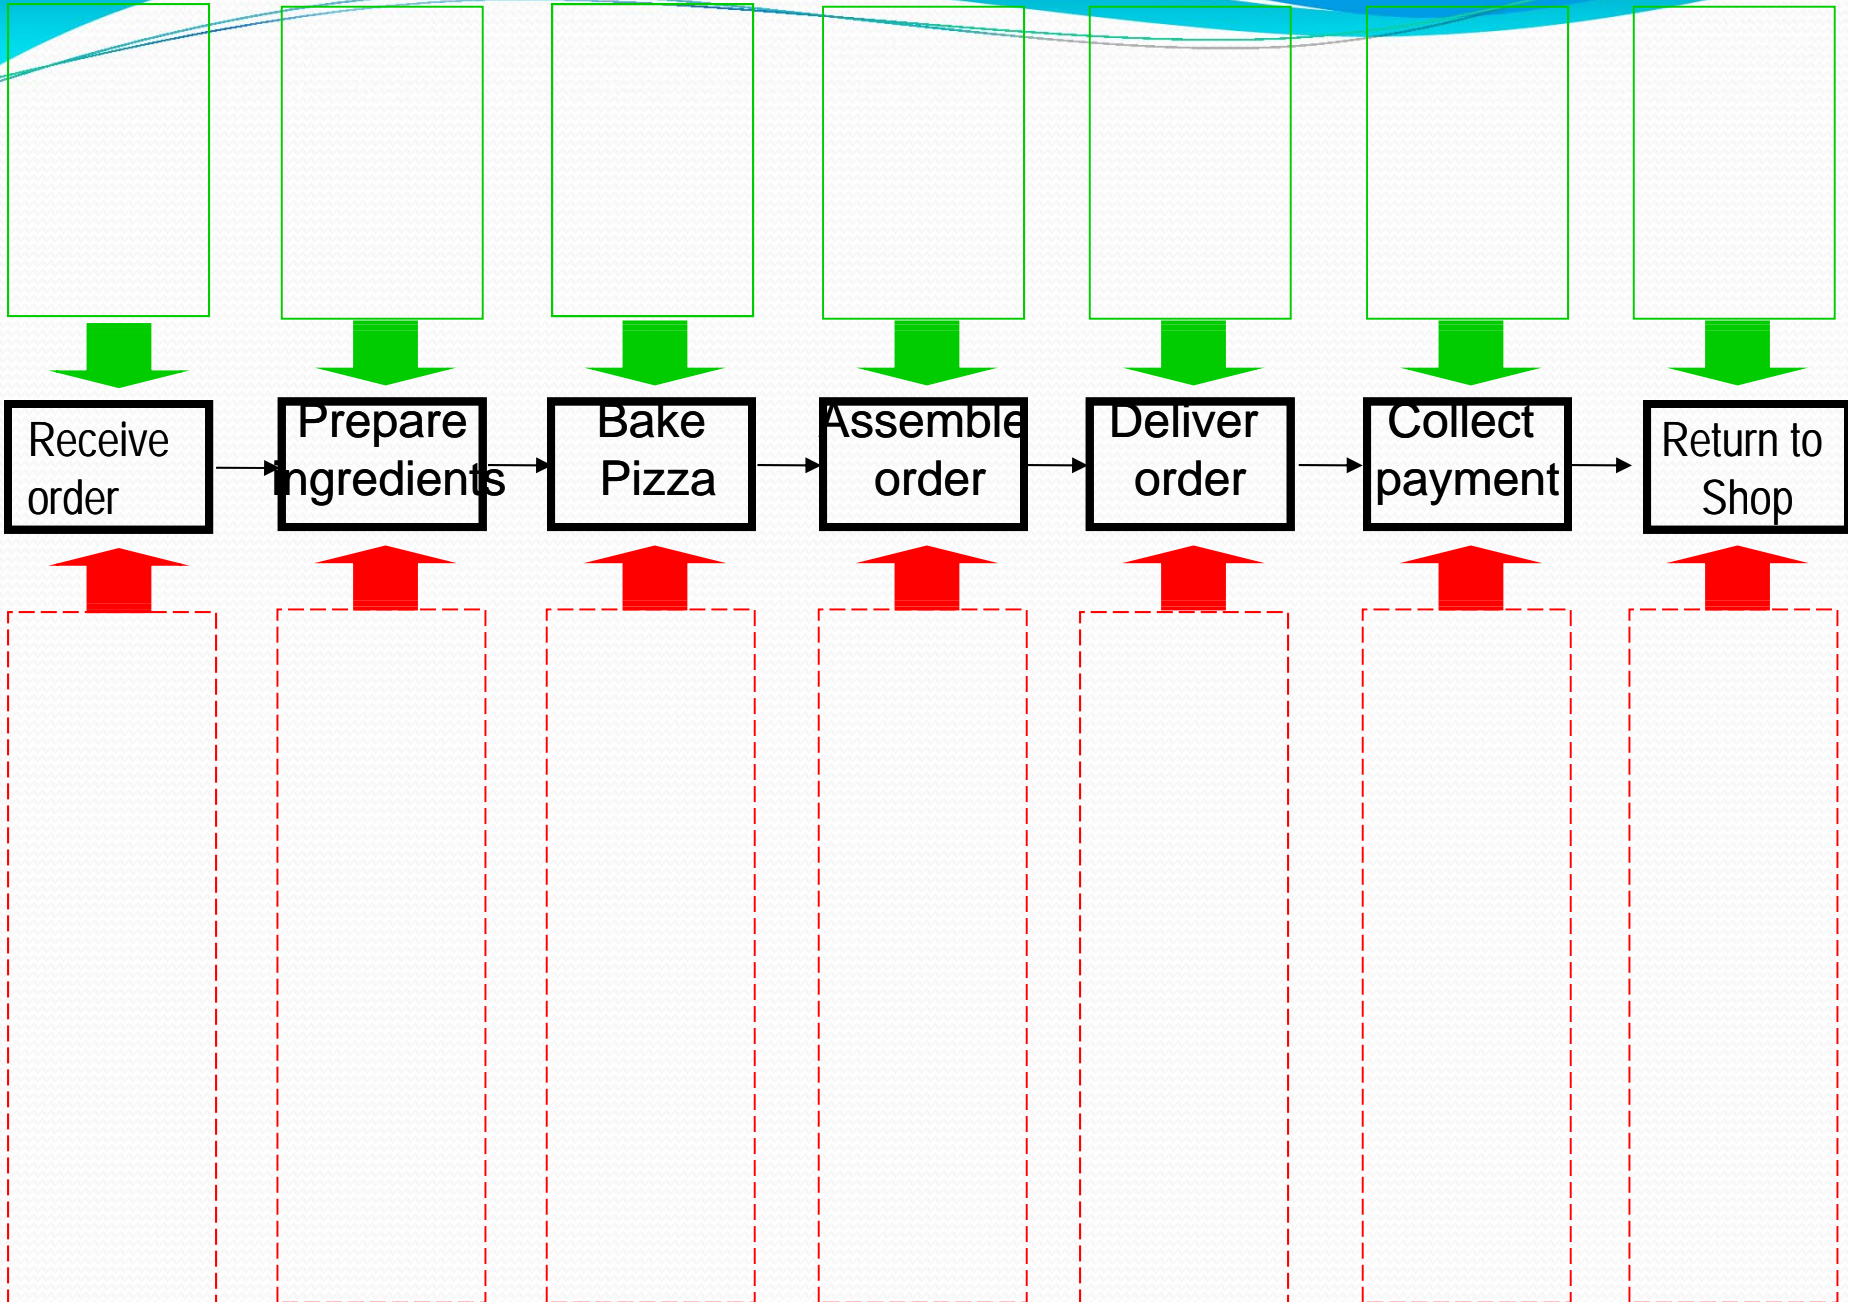 Receive
order
Prepare
ingredients
Bake
Pizza
Assemble
order
Deliver
order
Collect
payment
Return to
Shop